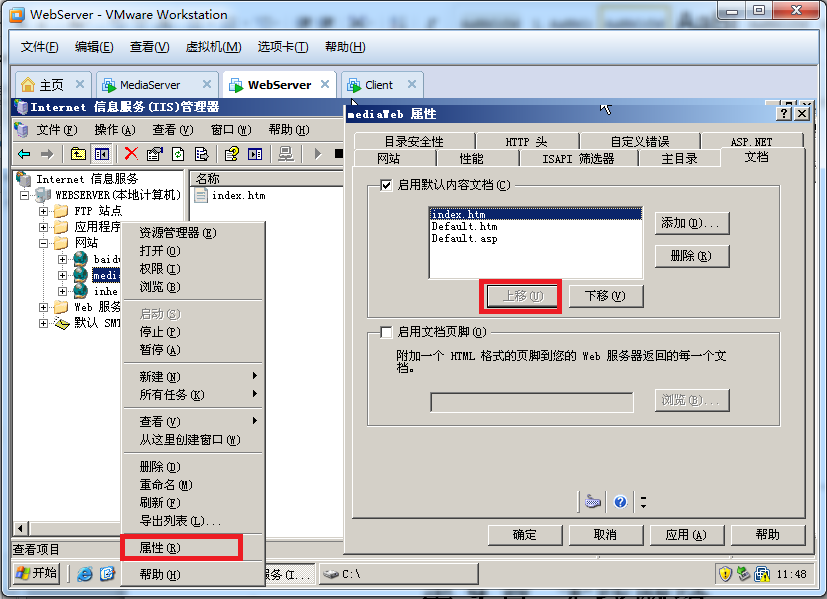 WebServer - VMware Workstation
文件(F) 编辑(E) 查看(V) 虚拟机(M) 选项卡(T) 帮助(H)
主页 MediaServer WebServer Client
Internet 信息服务(IIS)管理器
文件(F) 操作(A) 查看(V) 窗口(W) 帮助(H)
Internet 信息服务
WEBSERVER(本地计算机)
FTP 站点
应用程序
网站
baidu
media
inhe
Web 服务
默认 SMT
名称
index.htm
资源管理器(E)
打开(O)
权限(I)
浏览(B)
启动(S)
停止(P)
暂停(A)
新建(N)
所有任务(K)
查看(V)
从这里创建窗口(W)
删除(D)
重命名(M)
刷新(F)
导出列表(L)...
属性(R)
帮助(H)
mediaWeb 属性
目录安全性 HTTP 头 自定义错误 ASP.NET
网站 性能 ISAPI 筛选器 主目录 文档
启用默认内容文档(C)
index.htm
Default.htm
Default.asp
添加(D)...
删除(R)
上移(U) 下移(V)
启用文档页脚(O)
附加一个 HTML 格式的页脚到您的 Web 服务器返回的每一个文
档。
浏览(B)...
确定 取消 应用(A) 帮助
查看项目
开始 服务(I... C:\ 11:48